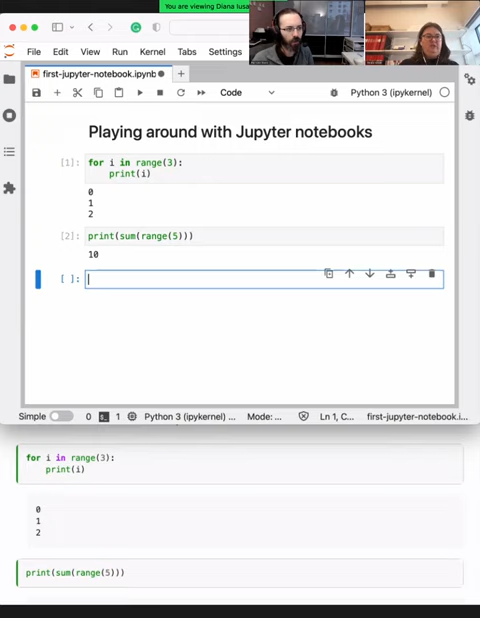 You are viewing Diana Iusa
File Edit View Run Kernel Tabs Settings
first-jupyter-notebook.ipynb
Code
Python 3 (ipykernel)
Playing around with Jupyter notebooks
[1]: for i in range(3):
print(i)
0
1
2
[2]: print(sum(range(5)))
10
[ ]:
Simple 0 1 Python 3 (ipykernel) ... Mode: ... Ln 1, C... first-jupyter-notebook.i...
for i in range(3):
print(i)
0
1
2
print(sum(range(5)))